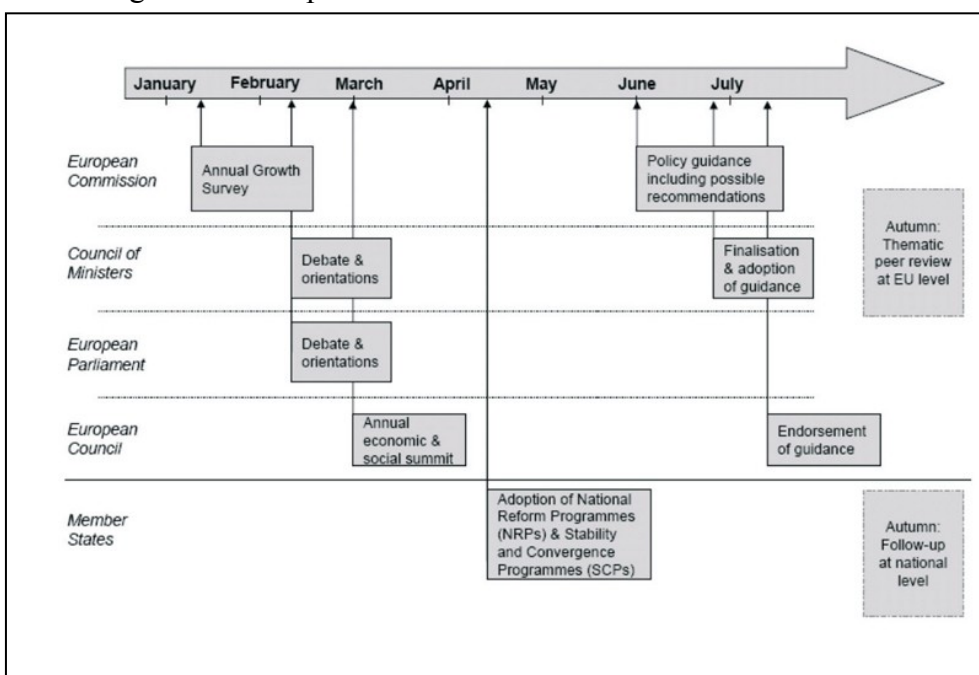 January February March April May June July
European
Commission
Annual Growth
Survey
Policy guidance
including possible
recommendations
Council of
Ministers
Debate &
orientations
Finalisation
& adoption
of guidance
Autumn:
Thematic
peer review
at EU level
European
Parliament
Debate &
orientations
European
Council
Annual
economic &
social summit
Endorsement
of guidance
Member
States
Adoption of National
Reform Programmes
(NRPs) & Stability
and Convergence
Programmes (SCPs)
Autumn:
Follow-up
at national
level